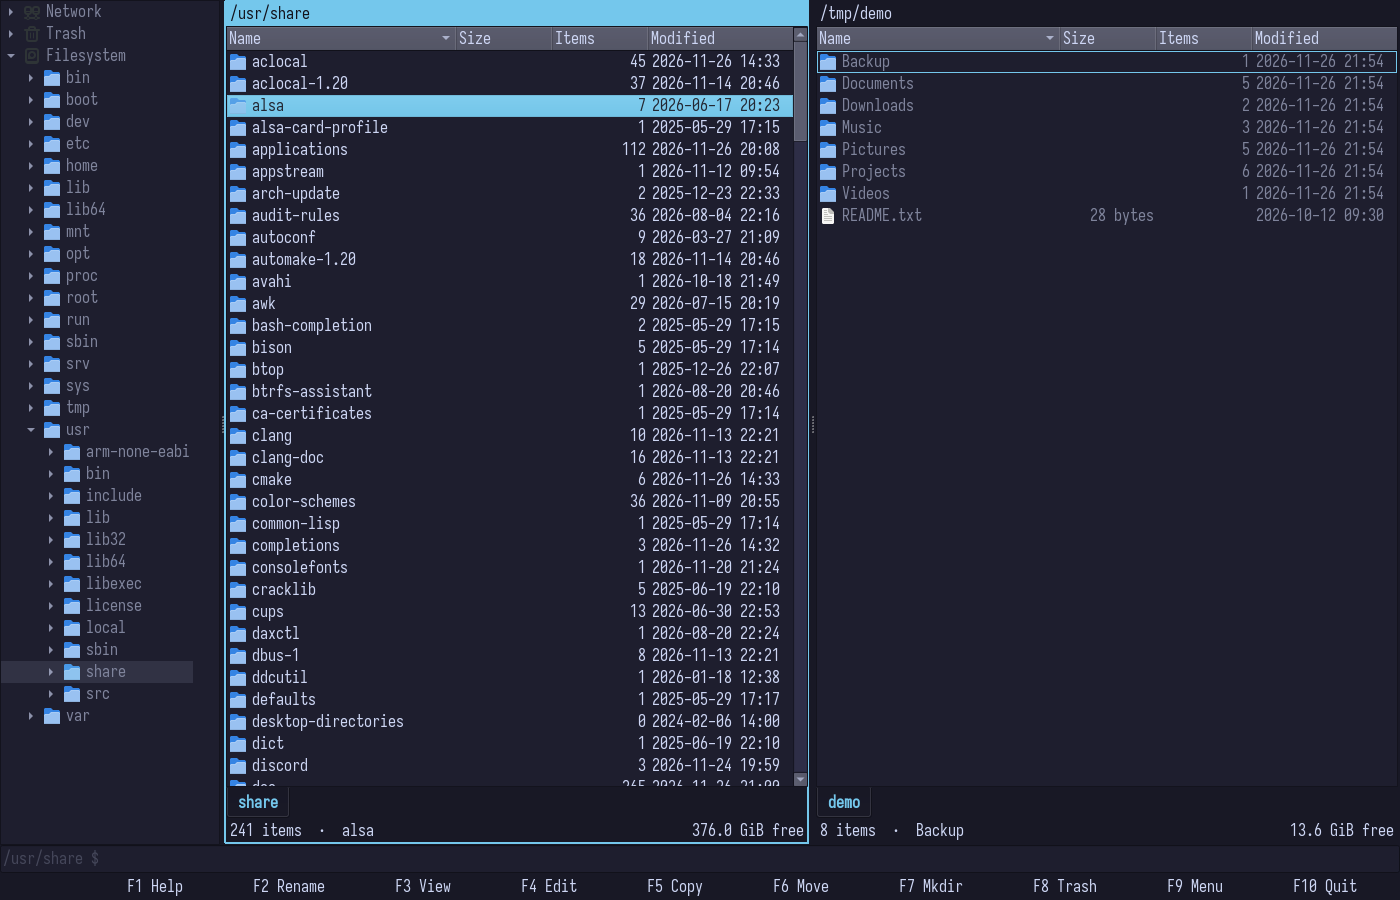 Network
Trash
Filesystem
bin
boot
dev
etc
home
lib
lib64
mnt
opt
proc
root
run
sbin
srv
sys
tmp
usr
arm-none-eabi
bin
include
lib
lib32
lib64
libexec
license
local
sbin
share
src
var
/usr/share
Name Size Items Modified
aclocal 45 2026-11-26 14:33
aclocal-1.20 37 2026-11-14 20:46
alsa 7 2026-06-17 20:23
alsa-card-profile 1 2025-05-29 17:15
applications 112 2026-11-26 20:08
appstream 1 2026-11-12 09:54
arch-update 2 2025-12-23 22:33
audit-rules 36 2026-08-04 22:16
autoconf 9 2026-03-27 21:09
automake-1.20 18 2026-11-14 20:46
avahi 1 2026-10-18 21:49
awk 29 2026-07-15 20:19
bash-completion 2 2025-05-29 17:15
bison 5 2025-05-29 17:14
btop 1 2025-12-26 22:07
btrfs-assistant 1 2026-08-20 20:46
ca-certificates 1 2025-05-29 17:14
clang 10 2026-11-13 22:21
clang-doc 16 2026-11-13 22:21
cmake 6 2026-11-26 14:33
color-schemes 36 2026-11-09 20:55
common-lisp 1 2025-05-29 17:14
completions 3 2026-11-26 14:32
consolefonts 1 2026-11-20 21:24
cracklib 5 2025-06-19 22:10
cups 13 2026-06-30 22:53
daxctl 1 2026-08-20 22:24
dbus-1 8 2026-11-13 22:21
ddcutil 1 2026-01-18 12:38
defaults 1 2025-05-29 17:17
desktop-directories 0 2024-02-06 14:00
dict 1 2025-06-19 22:10
discord 3 2026-11-24 19:59
share
241 items · alsa 376.0 GiB free
/tmp/demo
Name Size Items Modified
Backup 1 2026-11-26 21:54
Documents 5 2026-11-26 21:54
Downloads 2 2026-11-26 21:54
Music 3 2026-11-26 21:54
Pictures 5 2026-11-26 21:54
Projects 6 2026-11-26 21:54
Videos 1 2026-11-26 21:54
README.txt 28 bytes 2026-10-12 09:30
demo
8 items · Backup 13.6 GiB free
/usr/share $
F1 Help F2 Rename F3 View F4 Edit F5 Copy F6 Move F7 Mkdir F8 Trash F9 Menu F10 Quit